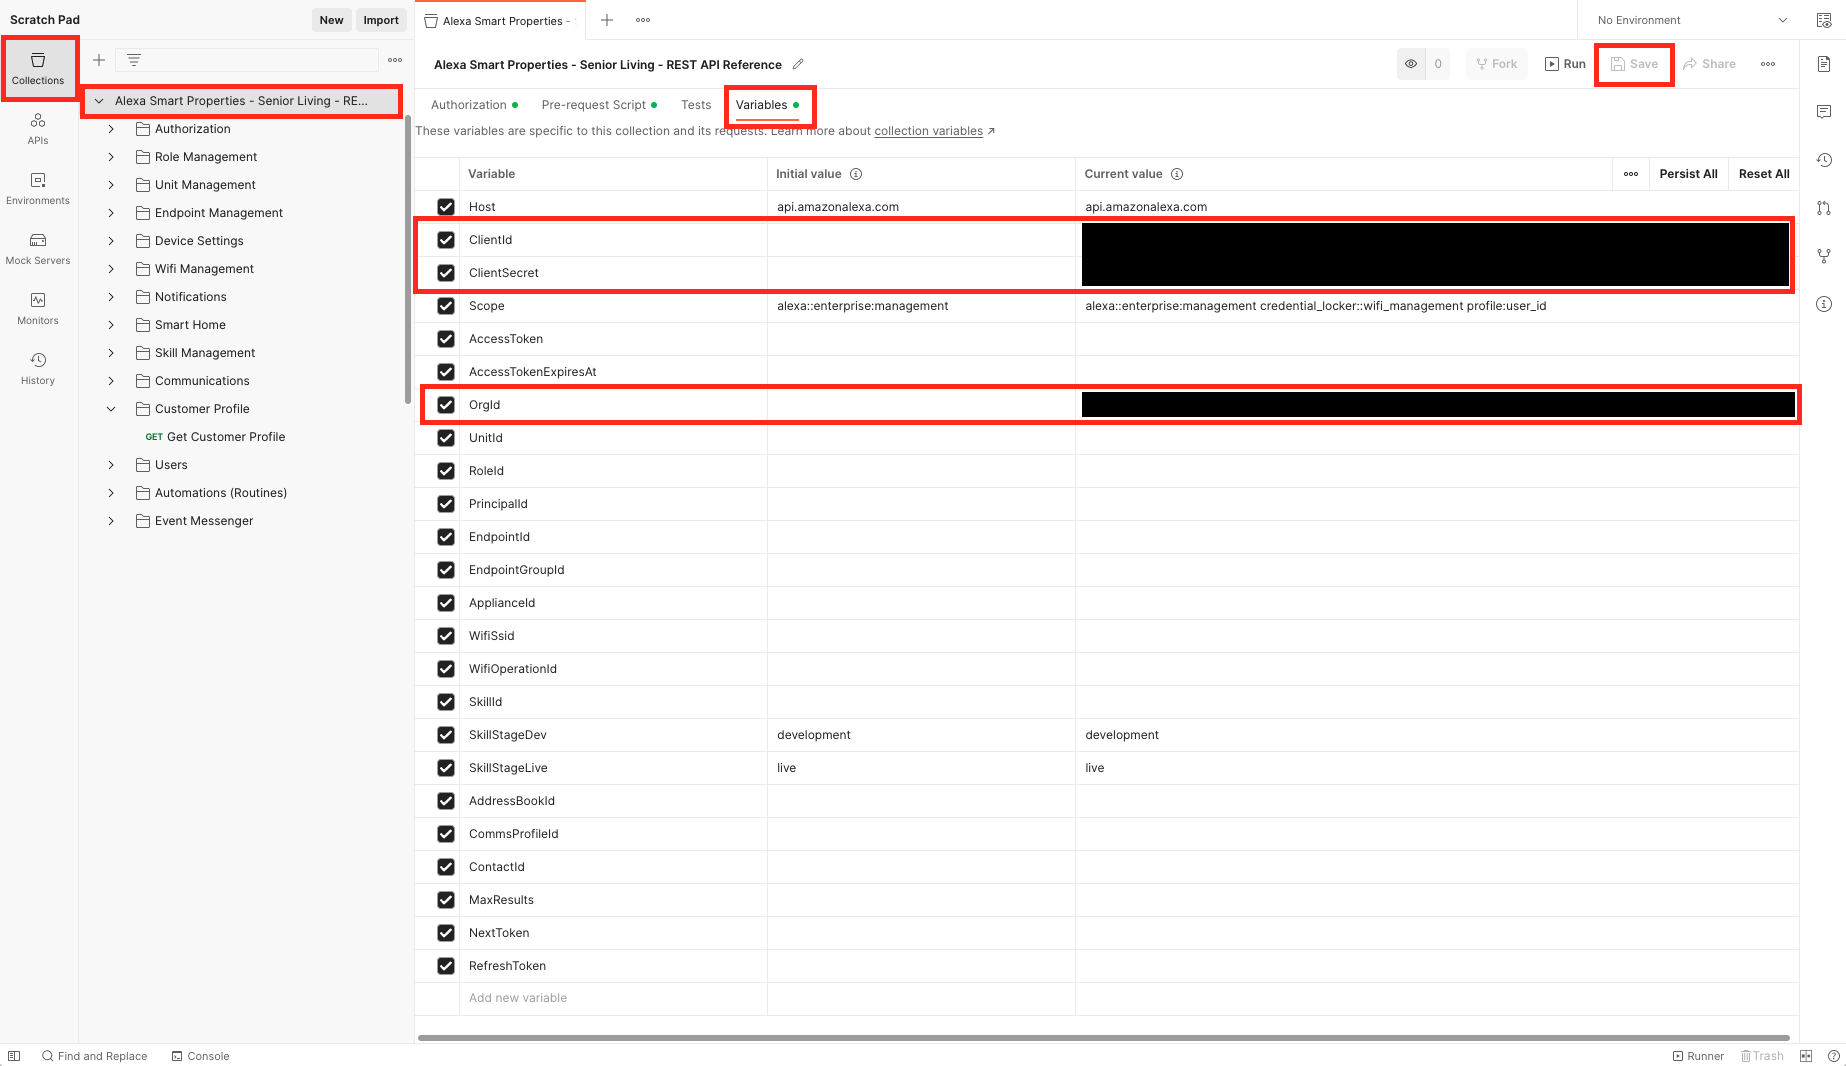 Scratch Pad
New
Import
Alexa Smart Properties -
No Environment
Collections
APIs
Environments
Mock Servers
Monitors
History
Alexa Smart Properties - Senior Living - RE...
Authorization
Role Management
Unit Management
Endpoint Management
Device Settings
Wifi Management
Notifications
Smart Home
Skill Management
Communications
Customer Profile
GET Get Customer Profile
Users
Automations (Routines)
Event Messenger
Alexa Smart Properties - Senior Living - REST API Reference
0
Fork
Run
Save
Share
Authorization
Pre-request Script
Tests
Variables
These variables are specific to this collection and its requests. Learn more about collection variables ↗
Variable Initial value Current value Persist All Reset All
Host api.amazonalexa.com api.amazonalexa.com
ClientId
ClientSecret
Scope alexa::enterprise:management alexa::enterprise:management credential_locker::wifi_management profile:user_id
AccessToken
AccessTokenExpiresAt
OrgId
UnitId
RoleId
PrincipalId
EndpointId
EndpointGroupId
ApplianceId
WifiSsid
WifiOperationId
SkillId
SkillStageDev development development
SkillStageLive live live
AddressBookId
CommsProfileId
ContactId
MaxResults
NextToken
RefreshToken
Add new variable
Find and Replace
Console
Runner
Trash